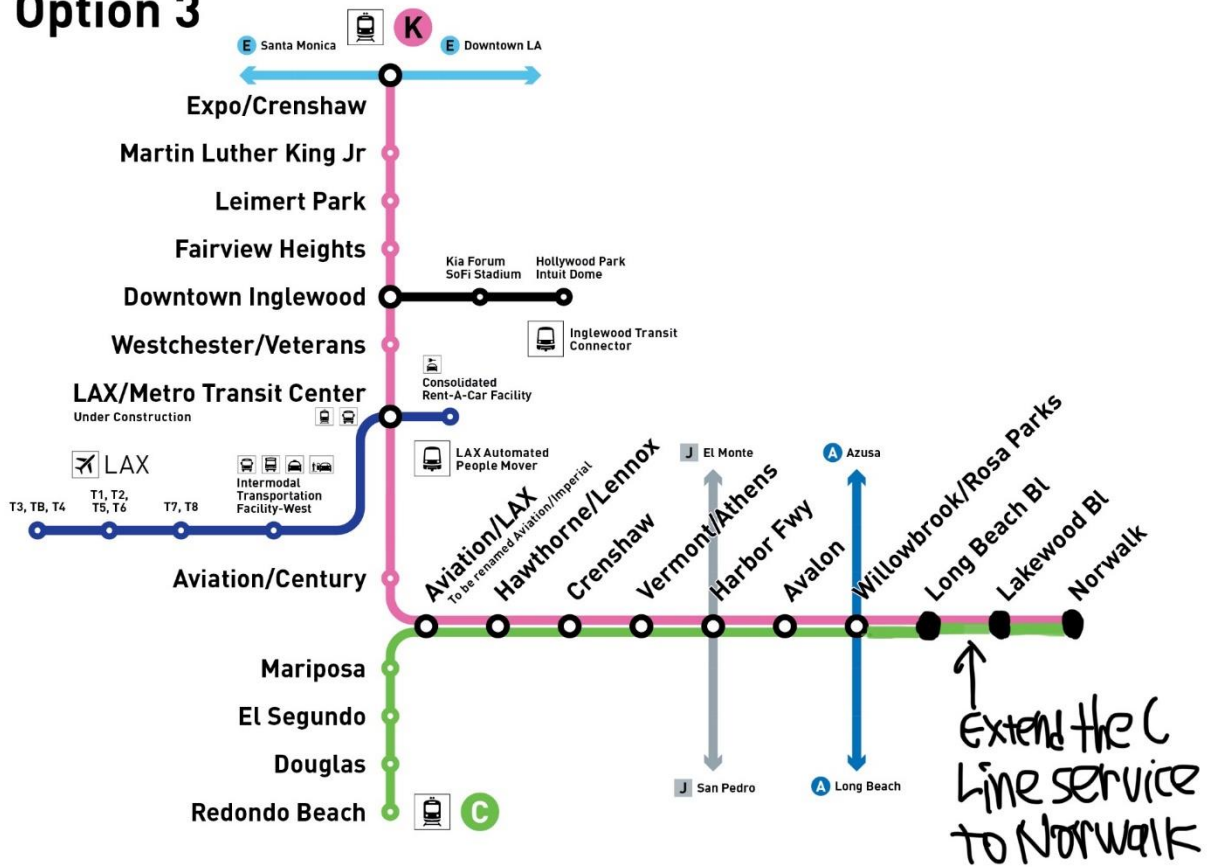 Option 3
K
E Santa Monica
E Downtown LA
Expo/Crenshaw
Martin Luther King Jr
Leimert Park
Fairview Heights
Downtown Inglewood
Kia Forum
SoFi Stadium
Hollywood Park
Intuit Dome
Inglewood Transit
Connector
Westchester/Veterans
LAX/Metro Transit Center
Under Construction
Consolidated
Rent-A-Car Facility
LAX Automated
People Mover
LAX
Intermodal
Transportation
Facility-West
T3, TB, T4
T1, T2,
T5, T6
T7, T8
Aviation/Century
Aviation/LAX
To be renamed Aviation/Imperial
Hawthorne/Lennox
Crenshaw
Vermont/Athens
J El Monte
Harbor Fwy
Avalon
A Azusa
Willowbrook/Rosa Parks
Long Beach Bl
Lakewood Bl
Norwalk
Mariposa
El Segundo
Douglas
Redondo Beach
C
J San Pedro
A Long Beach
Extend the C
Line service
to Norwalk